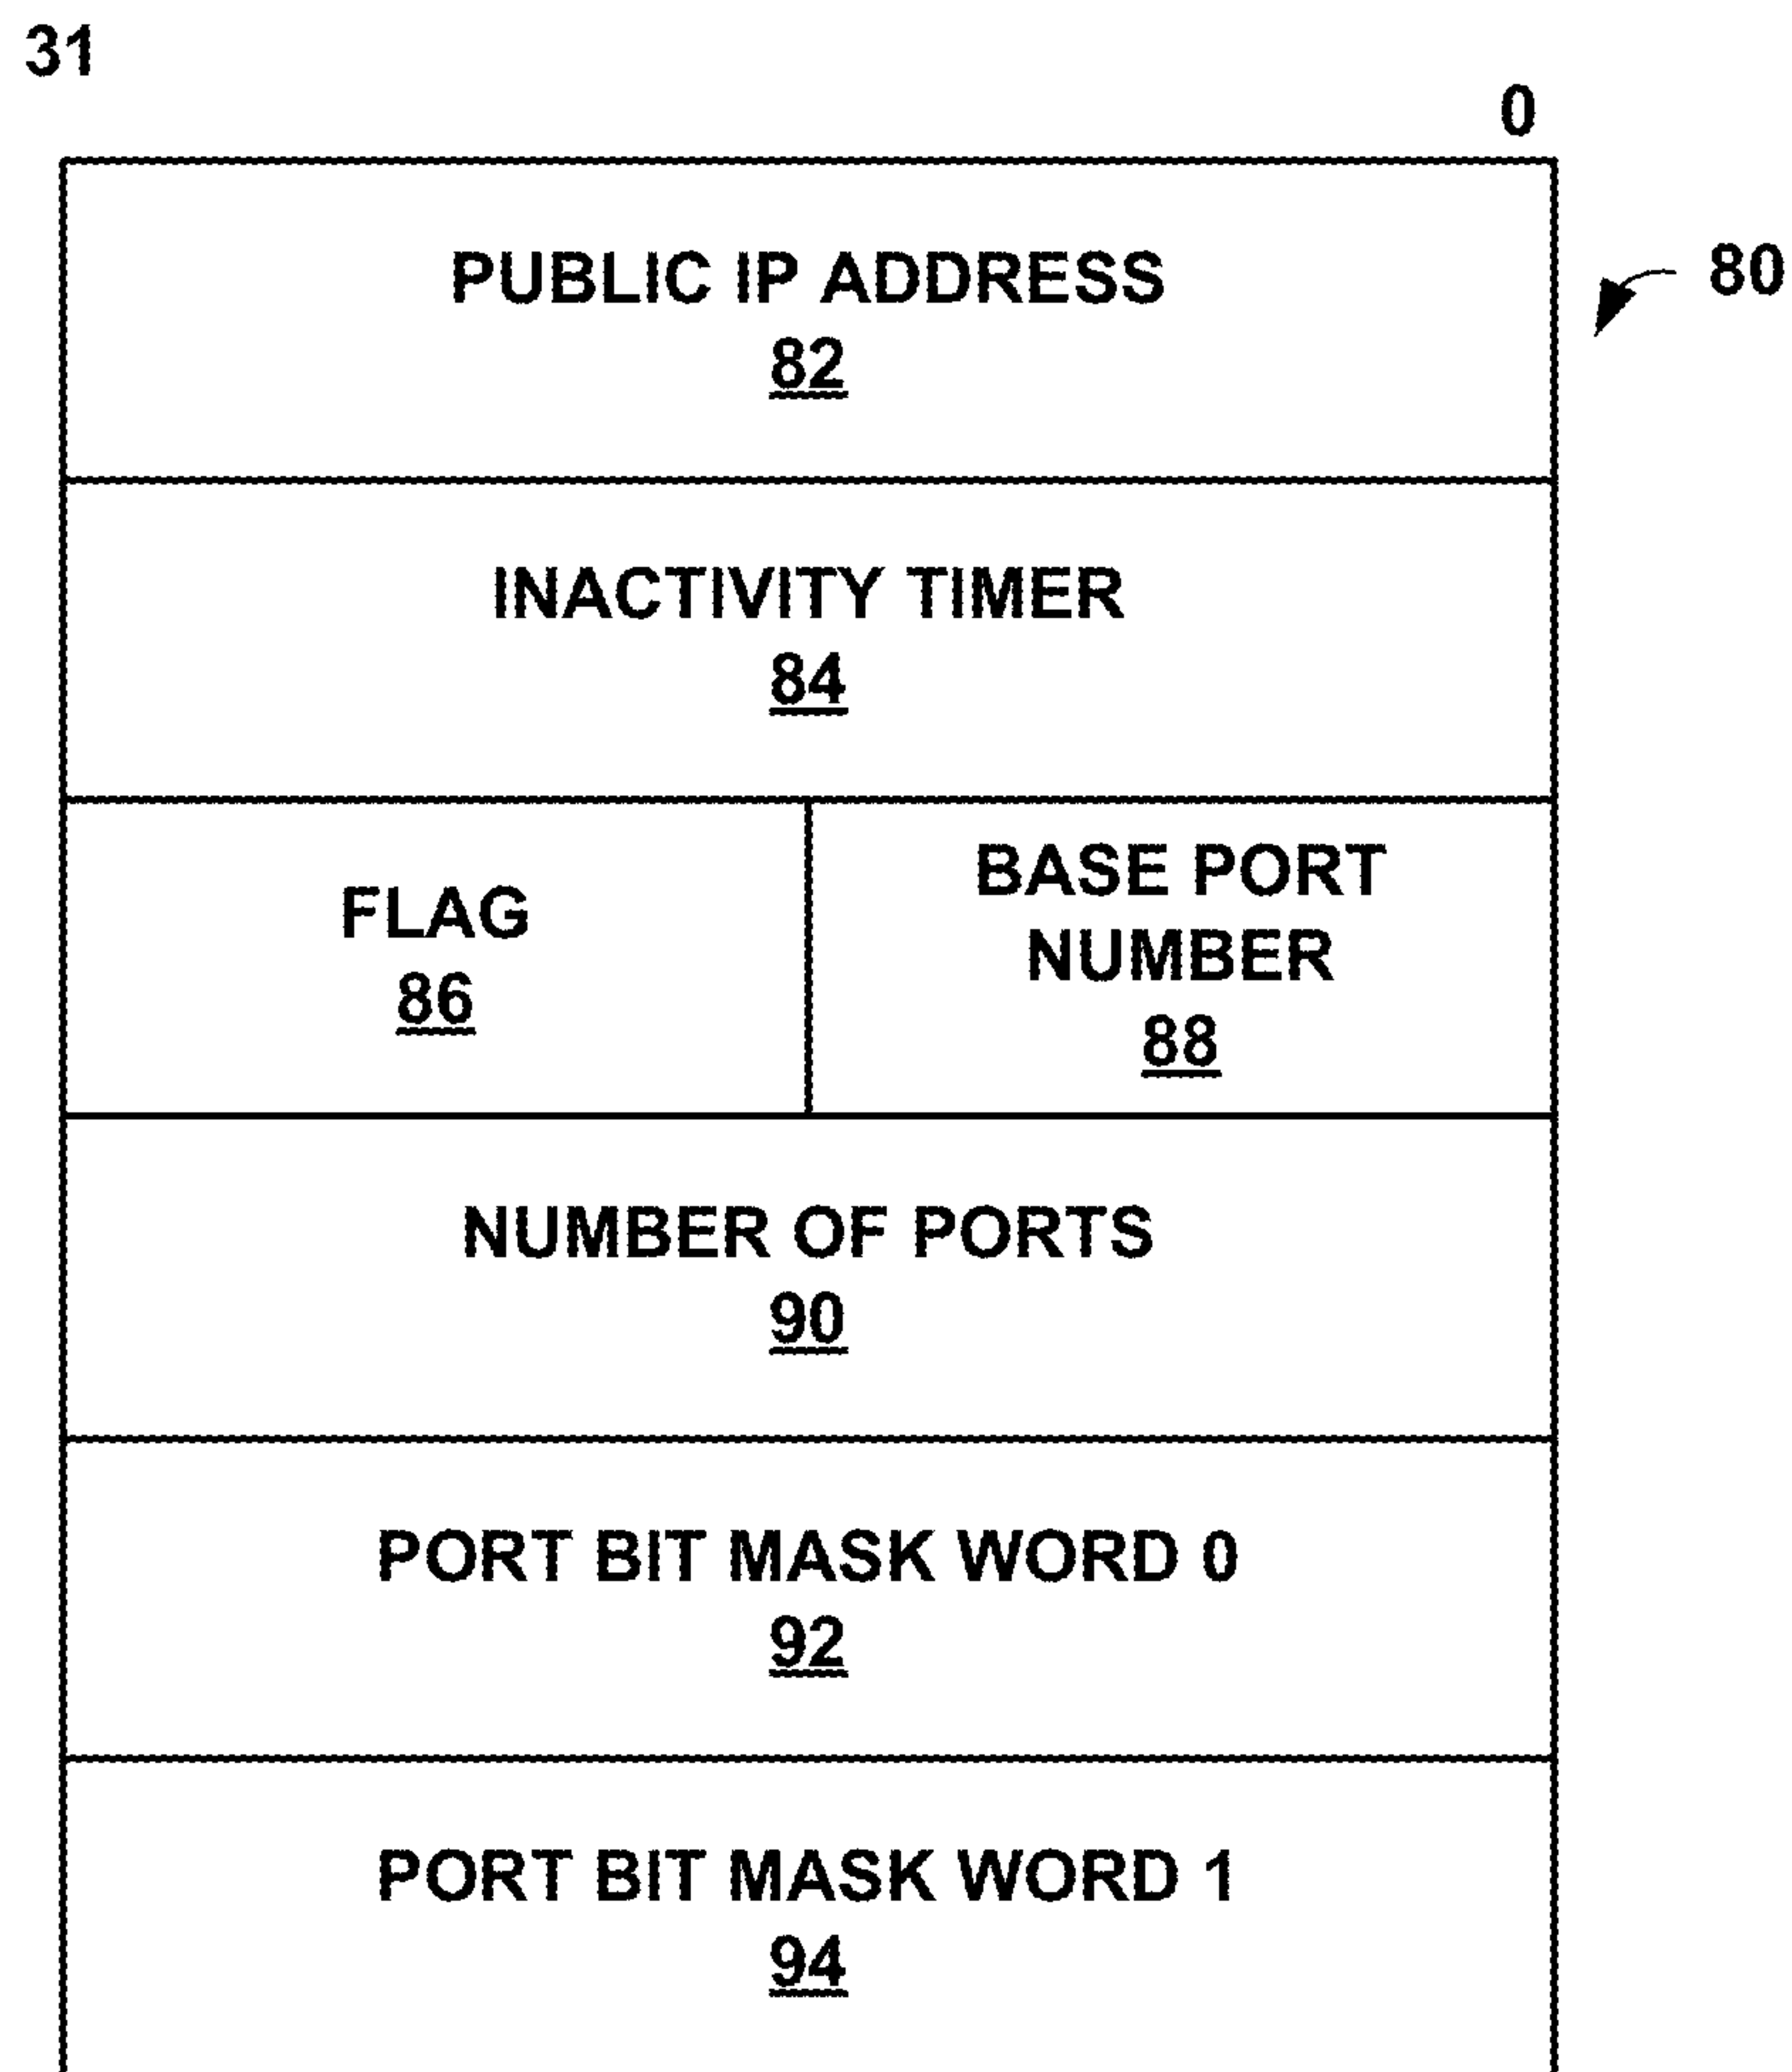 31
0
80
PUBLIC IP ADDRESS
82
INACTIVITY TIMER
84
FLAG
86
BASE PORT
NUMBER
88
NUMBER OF PORTS
90
PORT BIT MASK WORD 0
92
PORT BIT MASK WORD 1
94